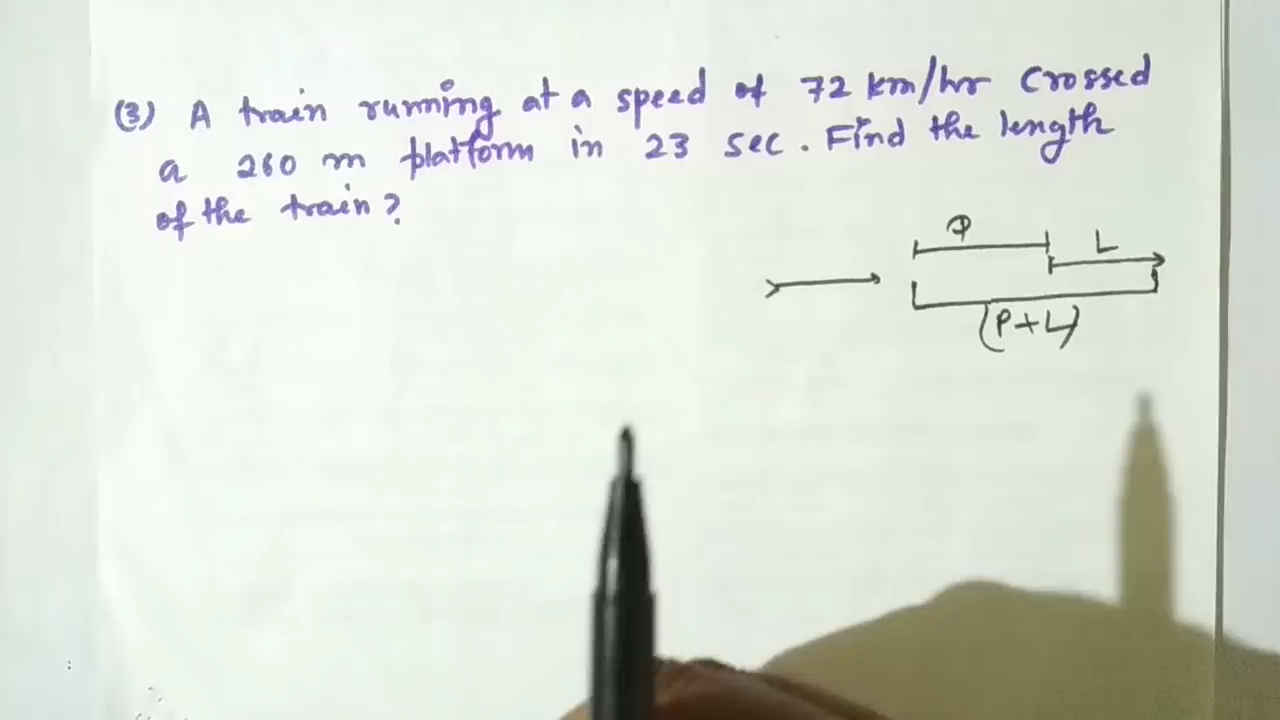 (3) A train running at a speed of 72 km/hr crossed
a 260 m platform in 23 sec. Find the length
of the train?
P
L
(P+L)